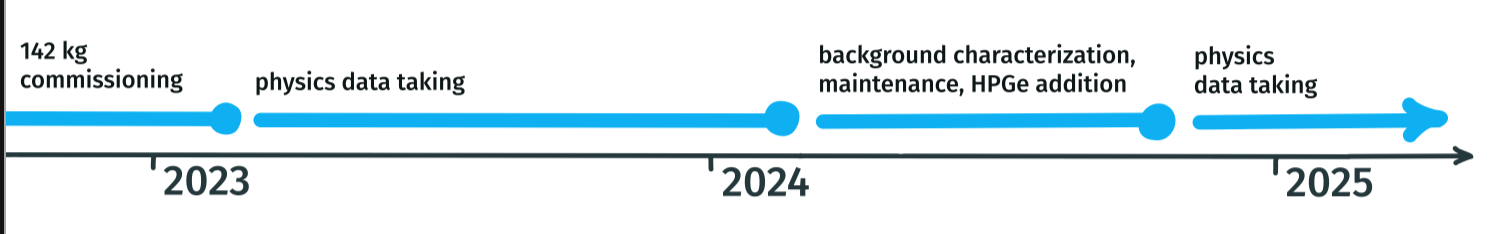 142 kg
commissioning
physics data taking
background characterization,
maintenance, HPGe addition
physics
data taking
2023
2024
2025